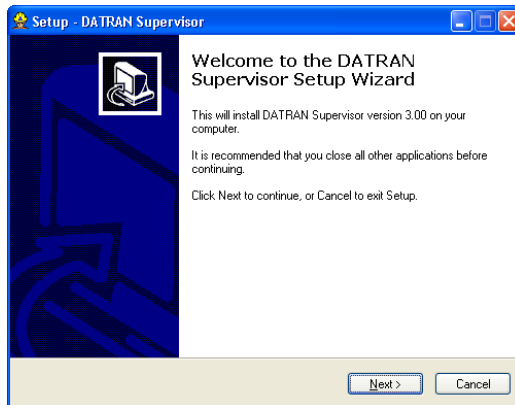 Setup - DATRAN Supervisor
Welcome to the DATRAN
Supervisor Setup Wizard
This will install DATRAN Supervisor version 3.00 on your
computer.
It is recommended that you close all other applications before
continuing.
Click Next to continue, or Cancel to exit Setup.
Next >
Cancel